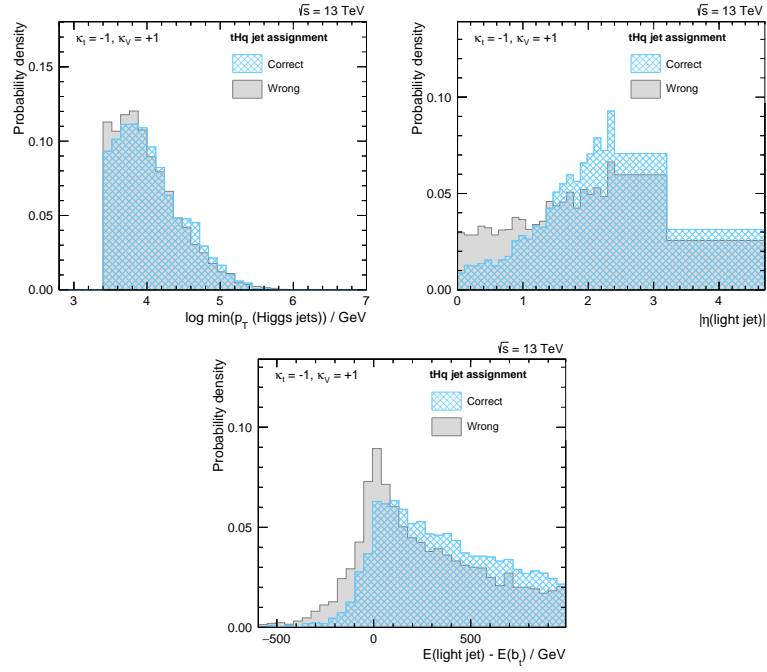 √s = 13 TeV
κt = -1, κV = +1
tHq jet assignment
Correct
Wrong
Probability density
0.15
0.10
0.05
0.00
3 4 5 6 7
log min(pT (Higgs jets)) / GeV
√s = 13 TeV
κt = -1, κV = +1
tHq jet assignment
Correct
Wrong
Probability density
0.10
0.05
0.00
0 1 2 3 4
|η(light jet)|
√s = 13 TeV
κt = -1, κV = +1
tHq jet assignment
Correct
Wrong
Probability density
0.10
0.05
0.00
−500 0 500
E(light jet) - E(bt) / GeV